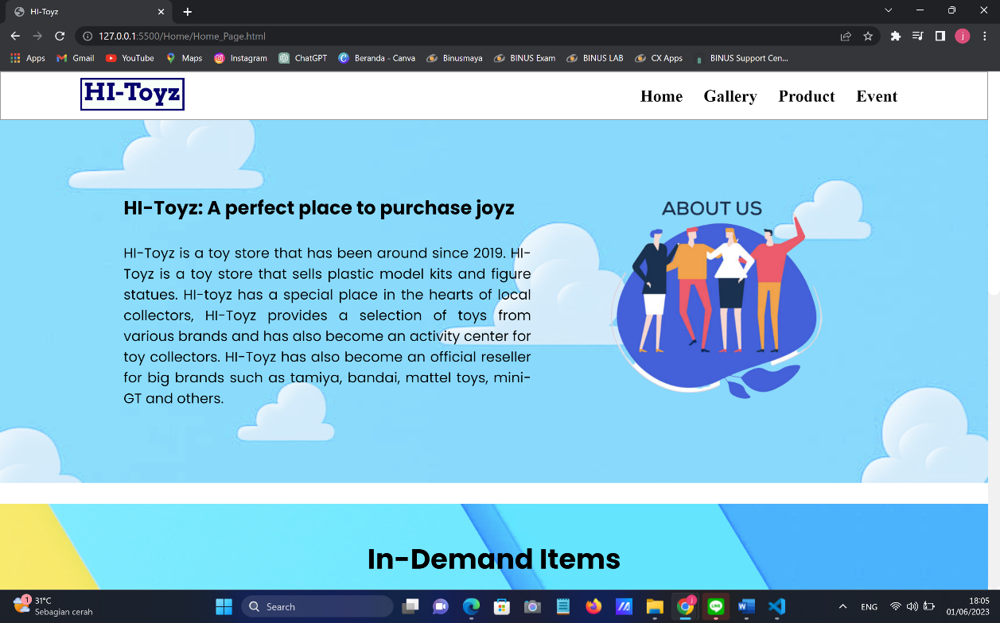 HI-Toyz
127.0.0.1:5500/Home/Home_Page.html
Apps Gmail YouTube Maps Instagram ChatGPT Beranda - Canva Binusmaya BINUS Exam BINUS LAB CX Apps BINUS Support Cen...
HI-Toyz
Home Gallery Product Event
HI-Toyz: A perfect place to purchase joyz
HI-Toyz is a toy store that has been around since 2019. HI-
Toyz is a toy store that sells plastic model kits and figure
statues. HI-toyz has a special place in the hearts of local
collectors, HI-Toyz provides a selection of toys from
various brands and has also become an activity center for
toy collectors. HI-Toyz has also become an official reseller
for big brands such as tamiya, bandai, mattel toys, mini-
GT and others.
ABOUT US
In-Demand Items
1
31°C
Sebagian cerah
Search
ENG
18:05
01/06/2023